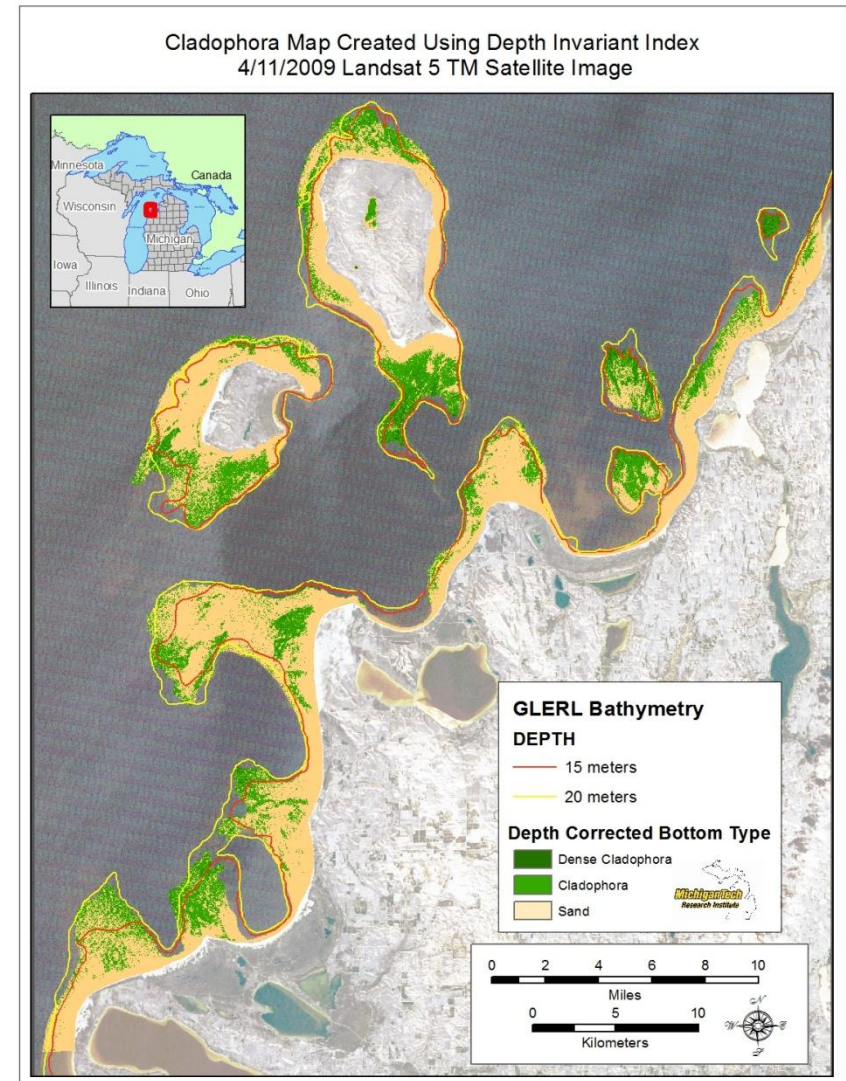 Cladophora Map Created Using Depth Invariant Index
4/11/2009 Landsat 5 TM Satellite Image
Minnesota
Canada
Wisconsin
Michigan
Iowa
Illinois
Indiana
Ohio
GLERL Bathymetry
DEPTH
15 meters
20 meters
Depth Corrected Bottom Type
Dense Cladophora
Cladophora
Sand
MichiganTech
Research Institute
0 2 4 6 8 10
Miles
0 5 10
Kilometers
N
W E
S